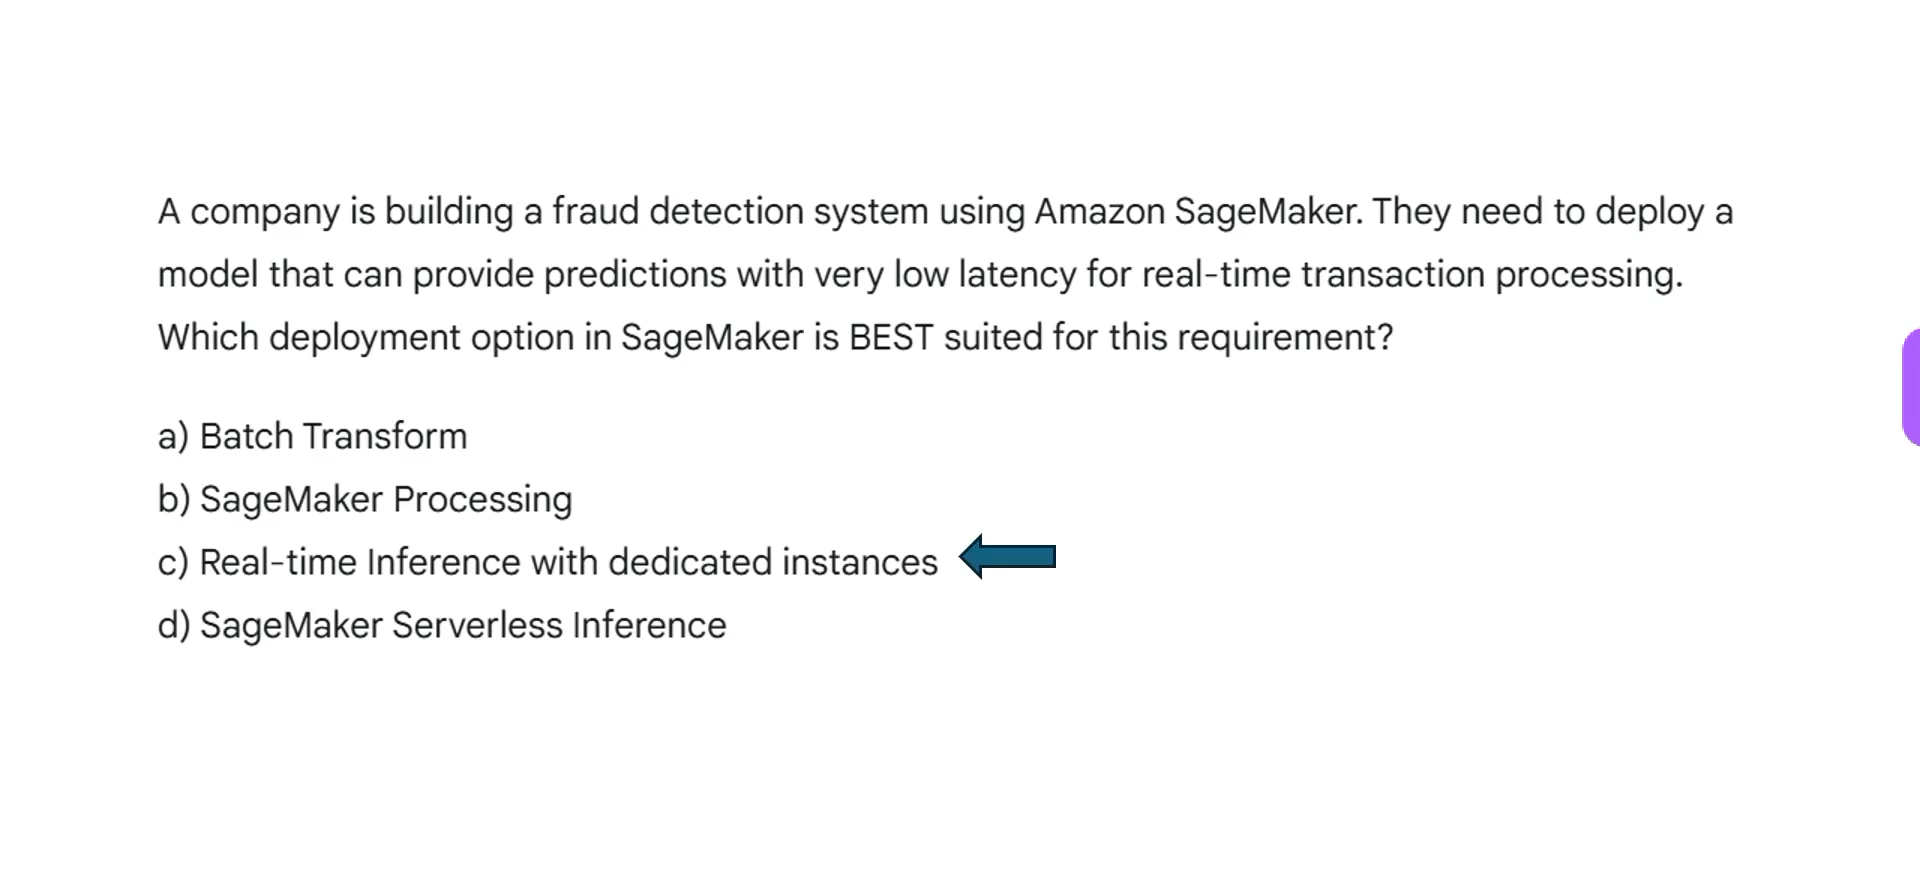 A company is building a fraud detection system using Amazon SageMaker. They need to deploy a
model that can provide predictions with very low latency for real-time transaction processing.
Which deployment option in SageMaker is BEST suited for this requirement?
a) Batch Transform
b) SageMaker Processing
c) Real-time Inference with dedicated instances
d) SageMaker Serverless Inference